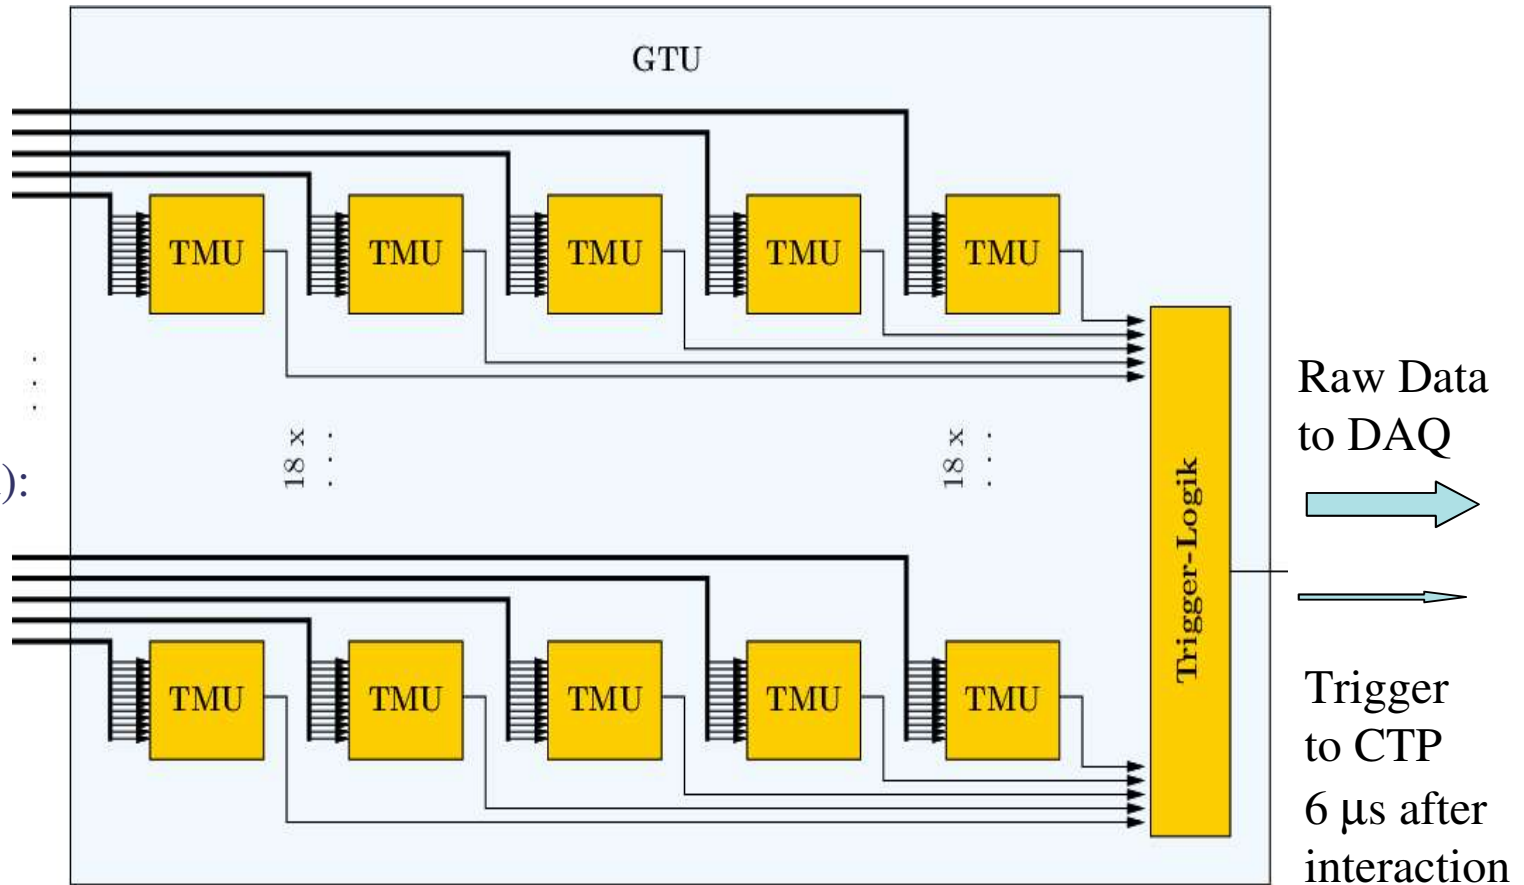 GTU
TMU
TMU
TMU
TMU
TMU
18 x
18 x
):
Trigger-Logik
Raw Data
to DAQ
TMU
TMU
TMU
TMU
TMU
Trigger
to CTP
6 μs after
interaction